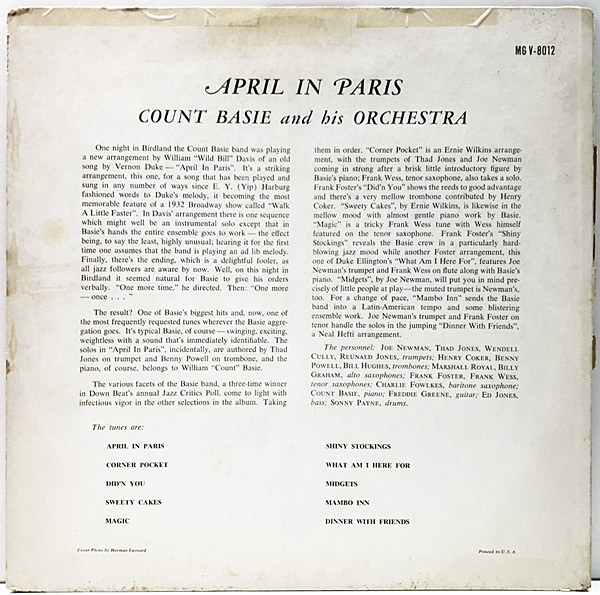 MG V-8012
APRIL IN PARIS
COUNT BASIE and his ORCHESTRA
One night in Birdland the Count Basie band was playing
a new arrangement by William "Wild Bill" Davis of an old
song by Vernon Duke — "April In Paris". It's a striking
arrangement, this one, for a song that has been played and
sung in any number of ways since E. Y. (Yip) Harburg
fashioned words to Duke's melody, it becoming the most
memorable feature of a 1932 Broadway show called "Walk
A Little Faster". In Davis' arrangement there is one sequence
which might well be an instrumental solo except that in
Basie's hands the entire ensemble goes to work — the effect
being, to say the least, highly unusual; hearing it for the first
time one assumes that the band is playing an ad lib melody.
Finally, there's the ending, which is a delightful fooler, as
all jazz followers are aware by now. Well, on this night in
Birdland it seemed natural for Basie to give his orders
verbally. "One more time," he directed. Then: "One more
— once . . . "
The result? One of Basie's biggest hits and, now, one of
the most frequently requested tunes wherever the Basie aggre-
gation goes. It's typical Basie, of course — swinging, exciting,
weightless with a sound that's immediately identifiable. The
solos in "April In Paris", incidentally, are authored by Thad
Jones on trumpet and Benny Powell on trombone, and the
piano, of course, belongs to William "Count" Basie.
The various facets of the Basie band, a three-time winner
in Down Beat's annual Jazz Critics Poll, come to light with
infectious vigor in the other selections in the album. Taking
them in order, "Corner Pocket" is an Ernie Wilkins arrange-
ment, with the trumpets of Thad Jones and Joe Newman
coming in strong after a brisk little introductory figure by
Basie's piano; Frank Wess, tenor saxophone, also takes a solo.
Frank Foster's "Did'n You" shows the reeds to good advantage
and there's a very mellow trombone contributed by Henry
Coker. "Sweety Cakes", by Ernie Wilkins, is likewise in the
mellow mood with almost gentle piano work by Basie.
"Magic" is a tricky Frank Wess tune with Wess himself
featured on the tenor saxophone. Frank Foster's "Shiny
Stockings" reveals the Basie crew in a particularly hard-
blowing jazz mood while another Foster arrangement, this
one of Duke Ellington's "What Am I Here For", features Joe
Newman's trumpet and Frank Wess on flute along with Basie's
piano. "Midgets", by Joe Newman, will put you in mind pre-
cisely of little people at play—the muted trumpet is Newman's,
too. For a change of pace, "Mambo Inn" sends the Basie
band into a Latin-American tempo and some blistering
ensemble work. Joe Newman's trumpet and Frank Foster on
tenor handle the solos in the jumping "Dinner With Friends",
a Neal Hefti arrangement.
The personnel: JOE NEWMAN, THAD JONES, WENDELL
CULLY, REUNALD JONES, trumpets; HENRY COKER, BENNY
POWELL, BILL HUGHES, trombones; MARSHALL ROYAL, BILLY
GRAHAM, alto saxophones; FRANK FOSTER, FRANK WESS,
tenor saxophones; CHARLIE FOWLKES, baritone saxophone;
COUNT BASIE, piano; FREDDIE GREENE, guitar; ED JONES,
bass; SONNY PAYNE, drums.
The tunes are:
APRIL IN PARIS
CORNER POCKET
DID'N YOU
SWEETY CAKES
MAGIC
SHINY STOCKINGS
WHAT AM I HERE FOR
MIDGETS
MAMBO INN
DINNER WITH FRIENDS
Cover Photo by Herman Leonard
Printed in U.S.A.